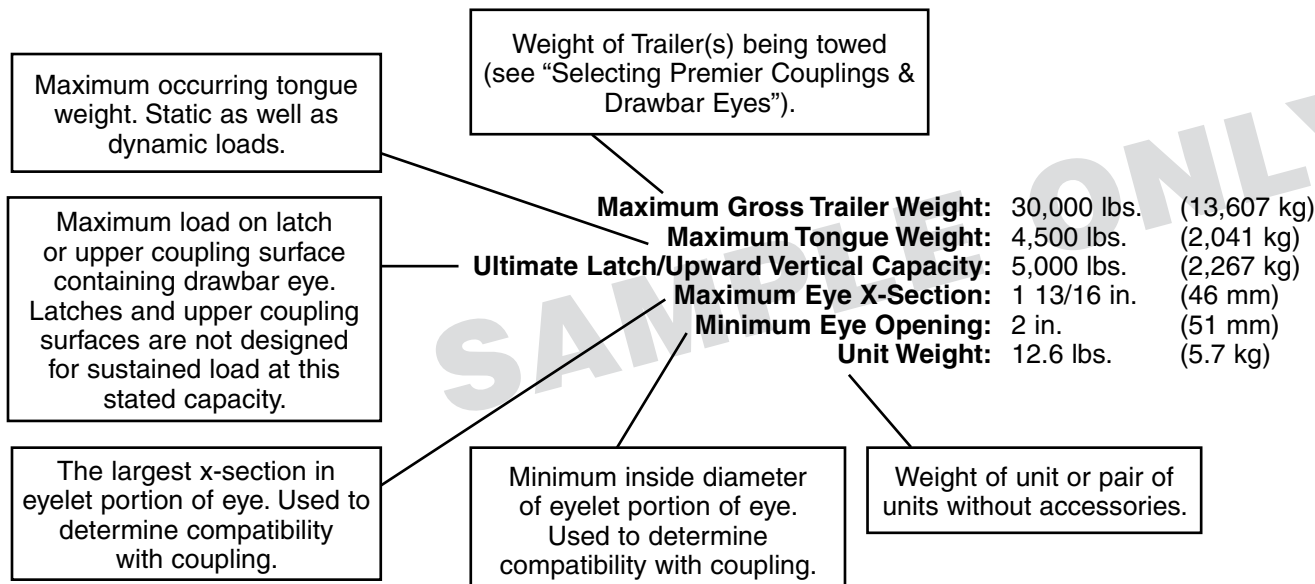 Weight of Trailer(s) being towed
(see “Selecting Premier Couplings &
Drawbar Eyes”).
Maximum occurring tongue
weight. Static as well as
dynamic loads.
Maximum load on latch
or upper coupling surface
containing drawbar eye.
Latches and upper coupling
surfaces are not designed
for sustained load at this
stated capacity.
Maximum Gross Trailer Weight: 30,000 lbs. (13,607 kg)
Maximum Tongue Weight: 4,500 lbs. (2,041 kg)
Ultimate Latch/Upward Vertical Capacity: 5,000 lbs. (2,267 kg)
Maximum Eye X-Section: 1 13/16 in. (46 mm)
Minimum Eye Opening: 2 in. (51 mm)
Unit Weight: 12.6 lbs. (5.7 kg)
SAMPLE ONLY
The largest x-section in
eyelet portion of eye. Used to
determine compatibility
with coupling.
Minimum inside diameter
of eyelet portion of eye.
Used to determine
compatibility with coupling.
Weight of unit or pair of
units without accessories.